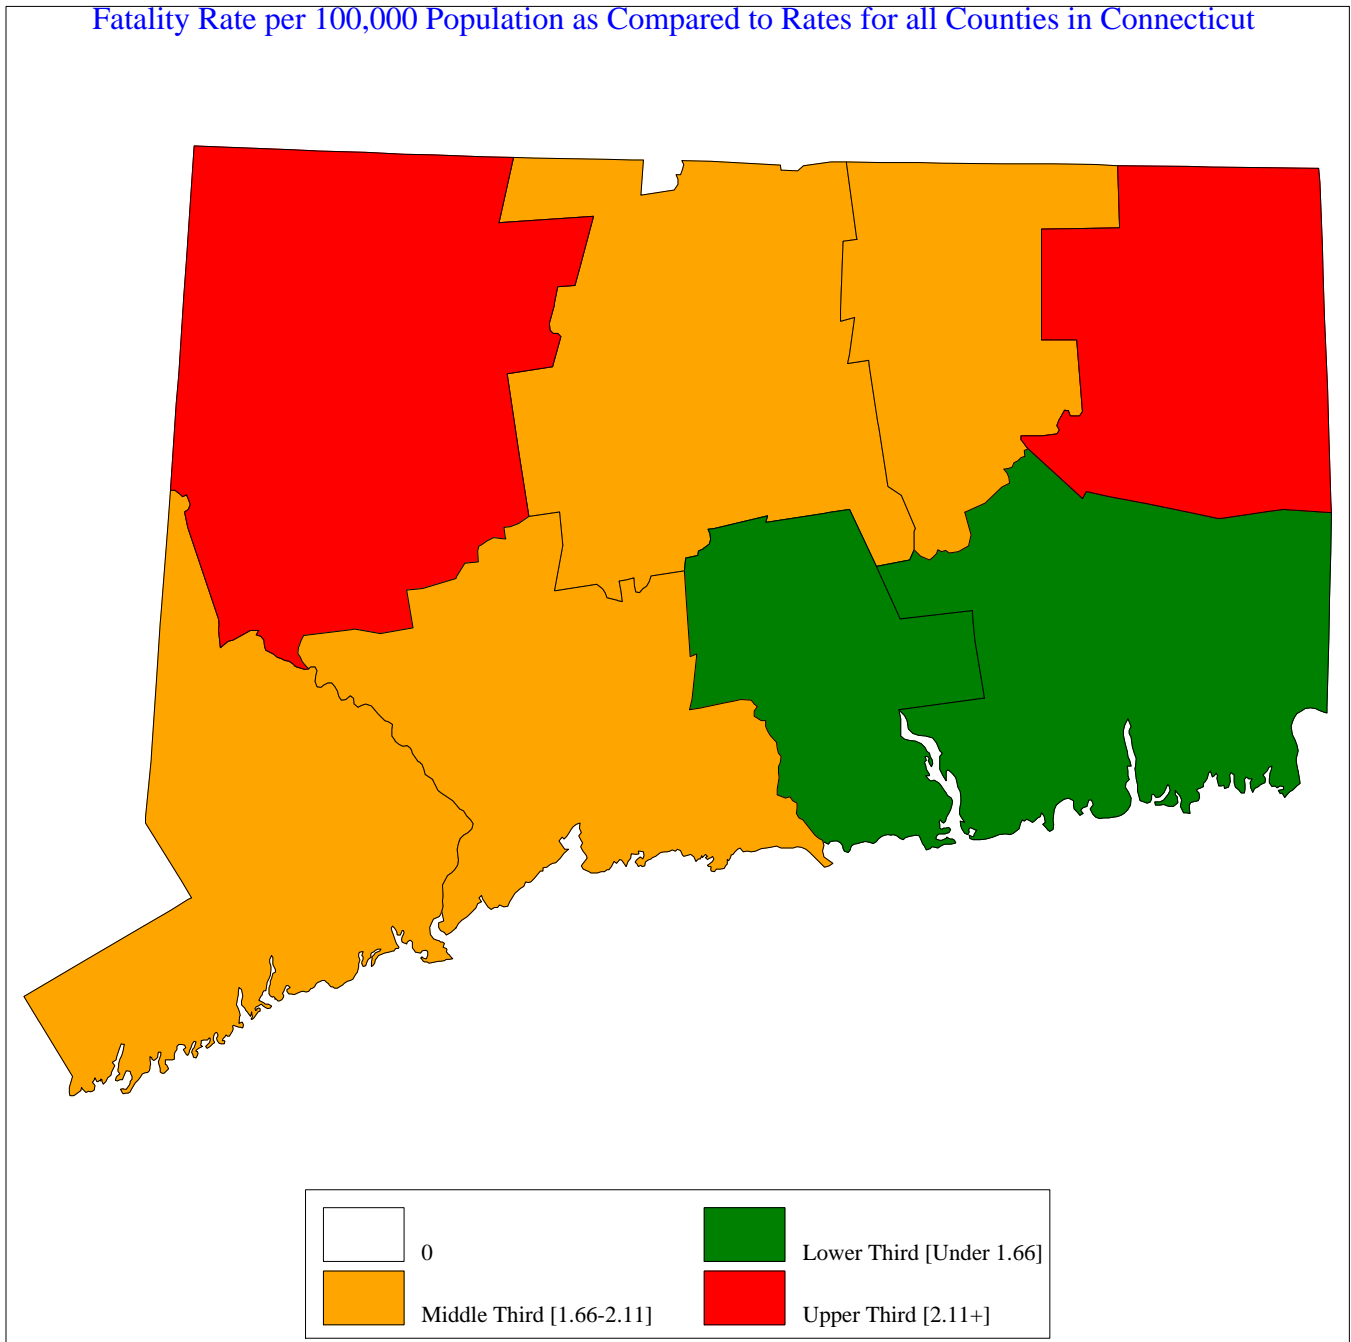 Fatality Rate per 100,000 Population as Compared to Rates for all Counties in Connecticut
0
Lower Third [Under 1.66]
Middle Third [1.66-2.11]
Upper Third [2.11+]